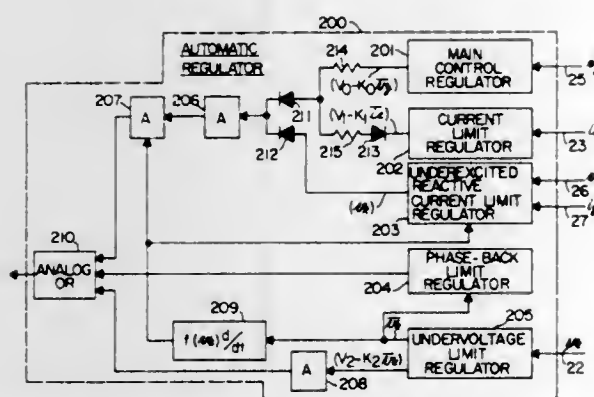 200
AUTOMATIC
REGULATOR
214
201
MAIN
CONTROL
REGULATOR
25
207
A
206
A
211
212
215
213
202
CURRENT
LIMIT
REGULATOR
23
UNDEREXCITED
REACTIVE
CURRENT LIMIT
REGULATOR
203
26
27
210
ANALOG
OR
204
PHASE-BACK
LIMIT
REGULATOR
209
d/dt
205
UNDERVOLTAGE
LIMIT
REGULATOR
22
A
208